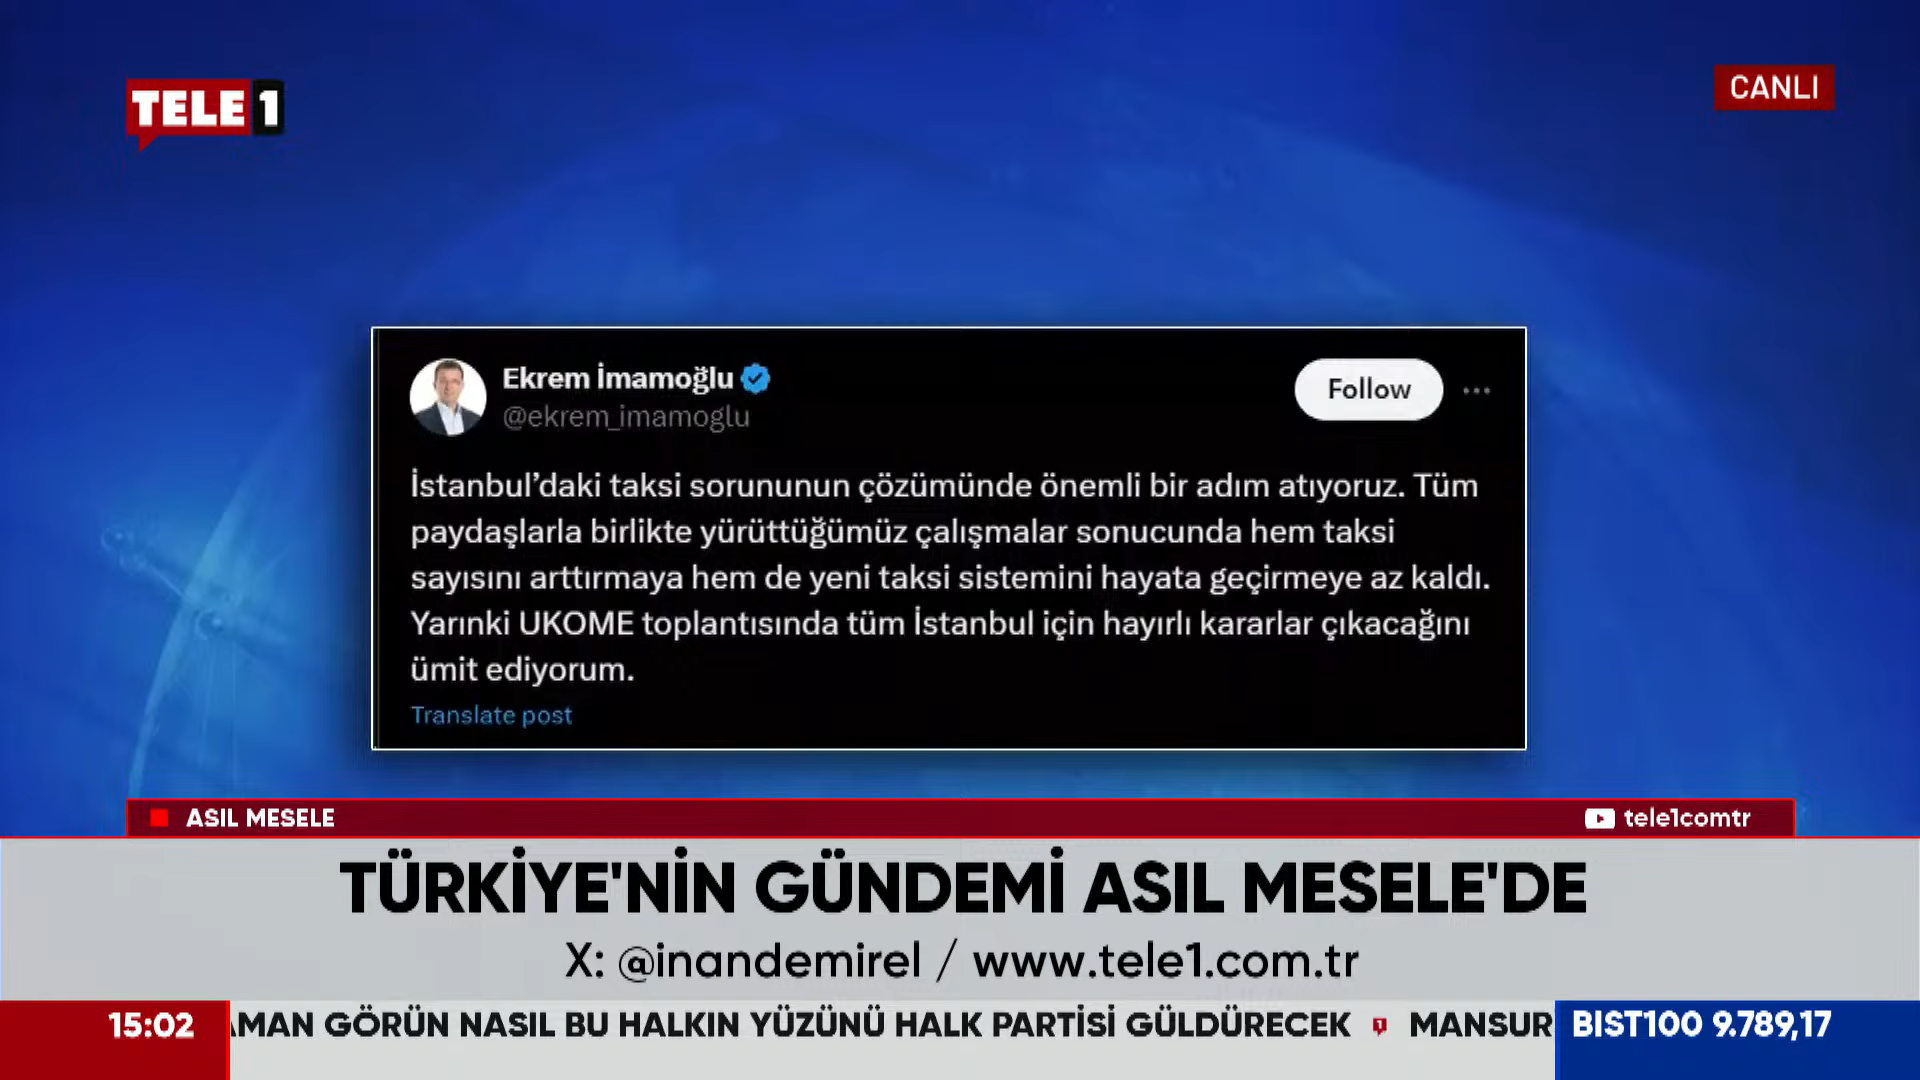 TELE 1
CANLI
Ekrem İmamoğlu
@ekrem_imamoglu
Follow
İstanbul'daki taksi sorununun çözümünde önemli bir adım atıyoruz. Tüm
paydaşlarla birlikte yürüttüğümüz çalışmalar sonucunda hem taksi
sayısını arttırmaya hem de yeni taksi sistemini hayata geçirmeye az kaldı.
Yarınki UKOME toplantısında tüm İstanbul için hayırlı kararlar çıkacağını
ümit ediyorum.
Translate post
ASIL MESELE
tele1comtr
TÜRKİYE'NİN GÜNDEMİ ASIL MESELE'DE
X: @inandemirel / www.tele1.com.tr
15:02
GÖRÜN NASIL BU HALKIN YÜZÜNÜ HALK PARTİSİ GÜLDÜRECEK MANSUR
BIST100 9.789,17